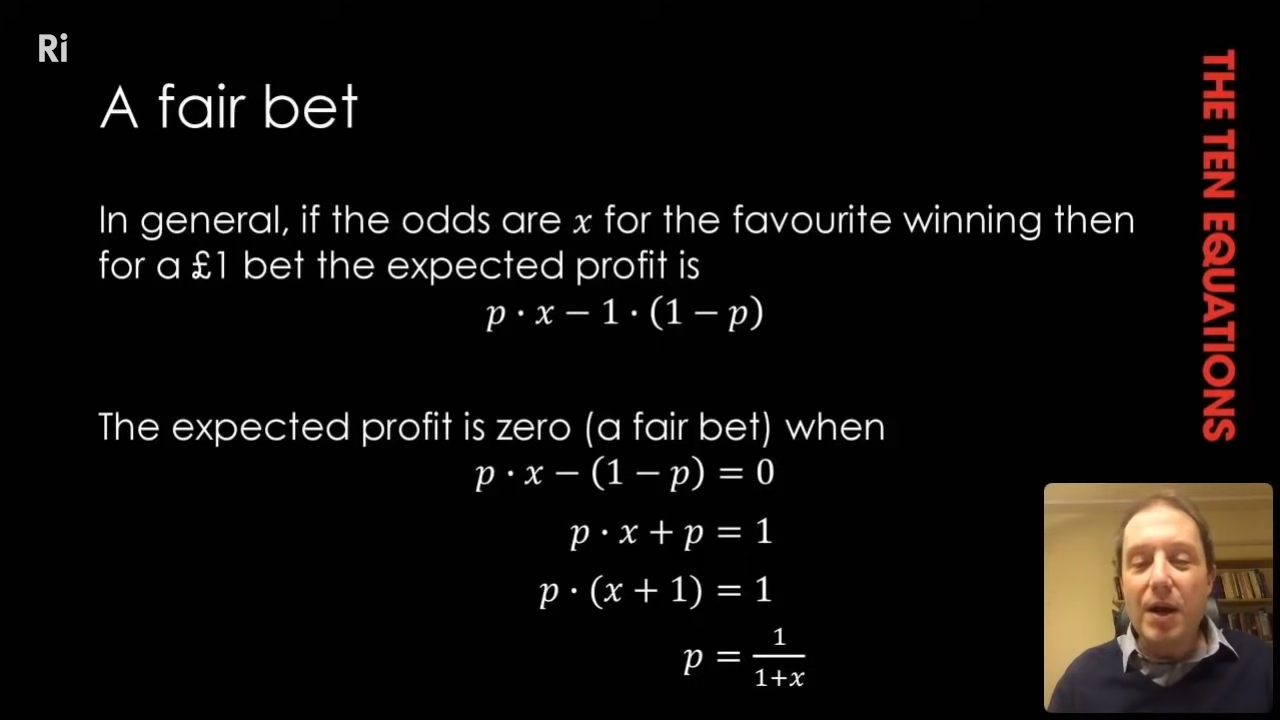 Ri
A fair bet
In general, if the odds are x for the favourite winning then
for a £1 bet the expected profit is
p · x − 1 · (1 − p)
The expected profit is zero (a fair bet) when
p · x − (1 − p) = 0
p · x + p = 1
p · (x + 1) = 1
p = 1/(1+x)
THE TEN EQUATIONS